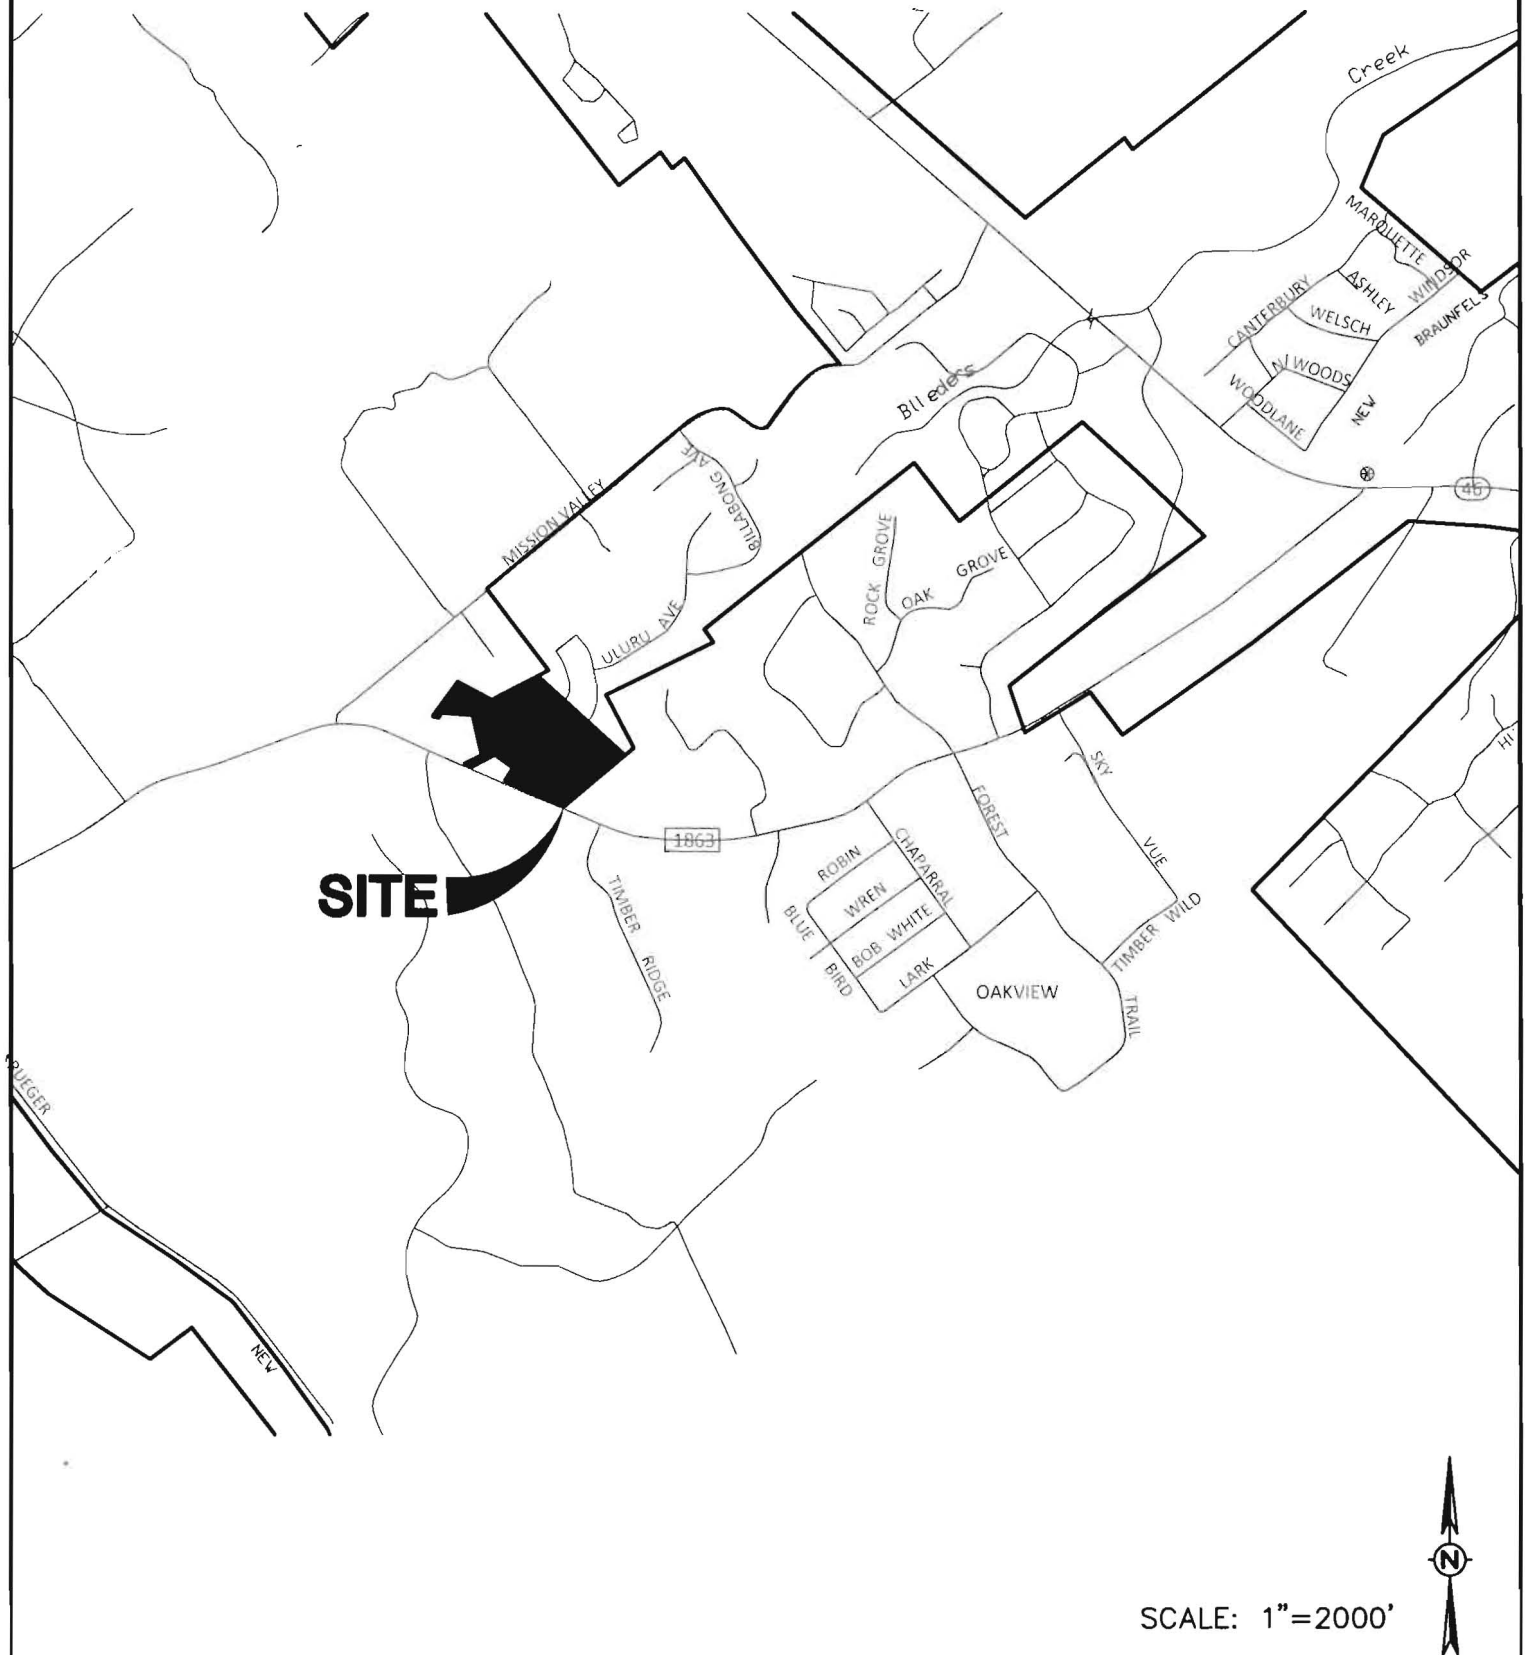 Creek
MARQUETTE
WINDSOR
ASHLEY
CANTERBURY
WELSCH
BRAUNFELS
WOODS
WOODLANE
NEW
Blieders
46
BILLABONG AVE
MISSION VALLEY
ROCK GROVE
OAK GROVE
ULURU AVE
SKY VUE
FOREST TRAIL
1863
CHAPARRAL
ROBIN
WREN
BOB WHITE
BLUE BIRD
LARK
TIMBER WILD
SITE
TIMBER RIDGE
OAKVIEW
RUEGER
NEW
N
SCALE: 1"=2000'